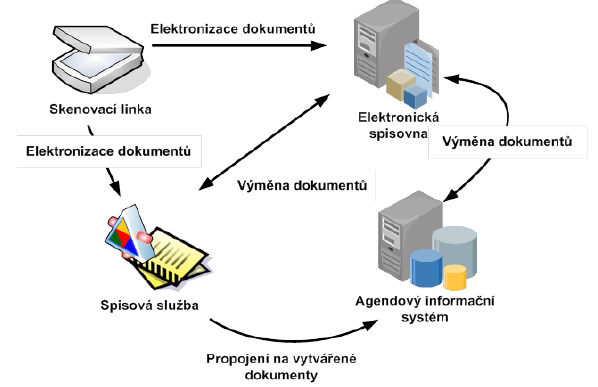 Elektronizace dokumentů
Skenovací linka
Elektronická
spisovna
Elektronizace dokumentů
Výměna dokumentů
Výměna dokumentů
Spisová služba
Agendový informační
systém
Propojení na vytvářené
dokumenty